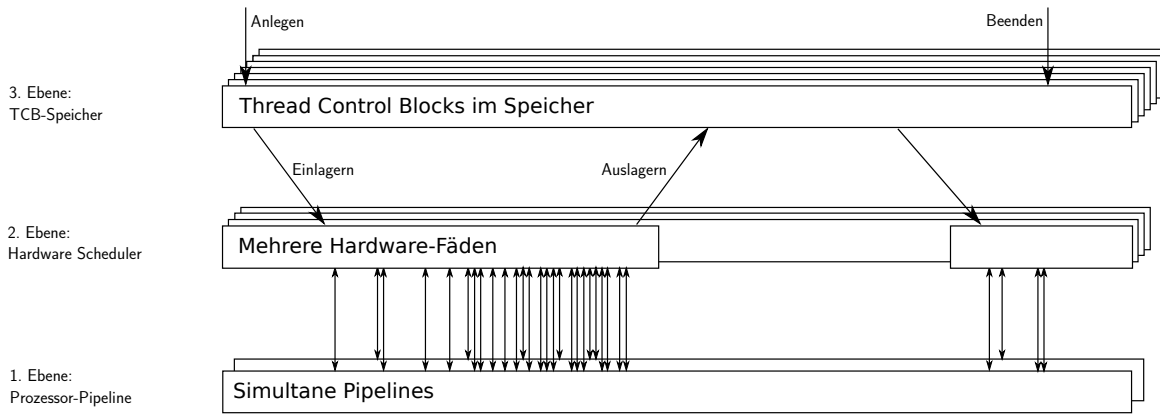 Anlegen
Beenden
3. Ebene:
TCB-Speicher
Thread Control Blocks im Speicher
Einlagern
Auslagern
2. Ebene:
Hardware Scheduler
Mehrere Hardware-Fäden
1. Ebene:
Prozessor-Pipeline
Simultane Pipelines